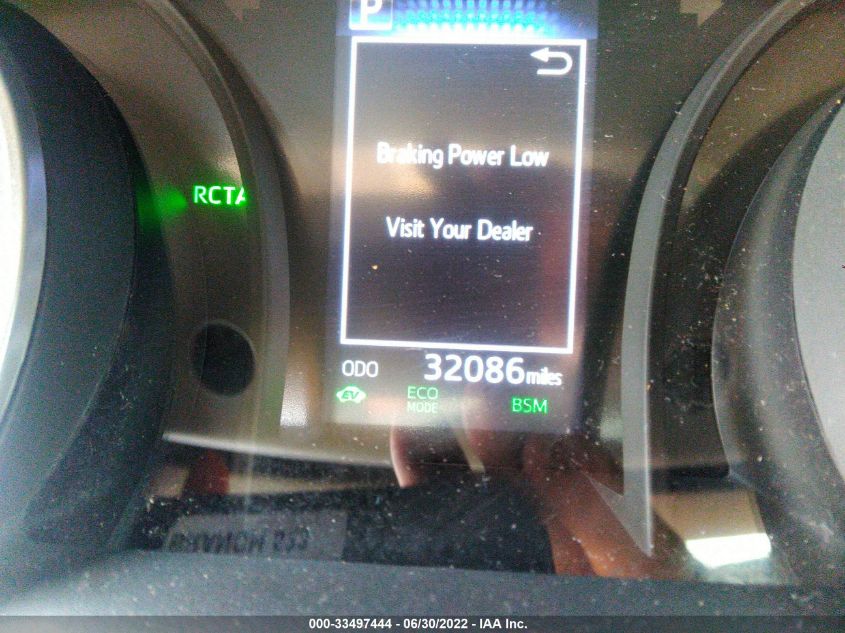 P
Braking Power Low
RCTA
Visit Your Dealer
ODO 32086 miles
EV ECO MODE BSM
000-33497444 - 06/30/2022 - IAA Inc.